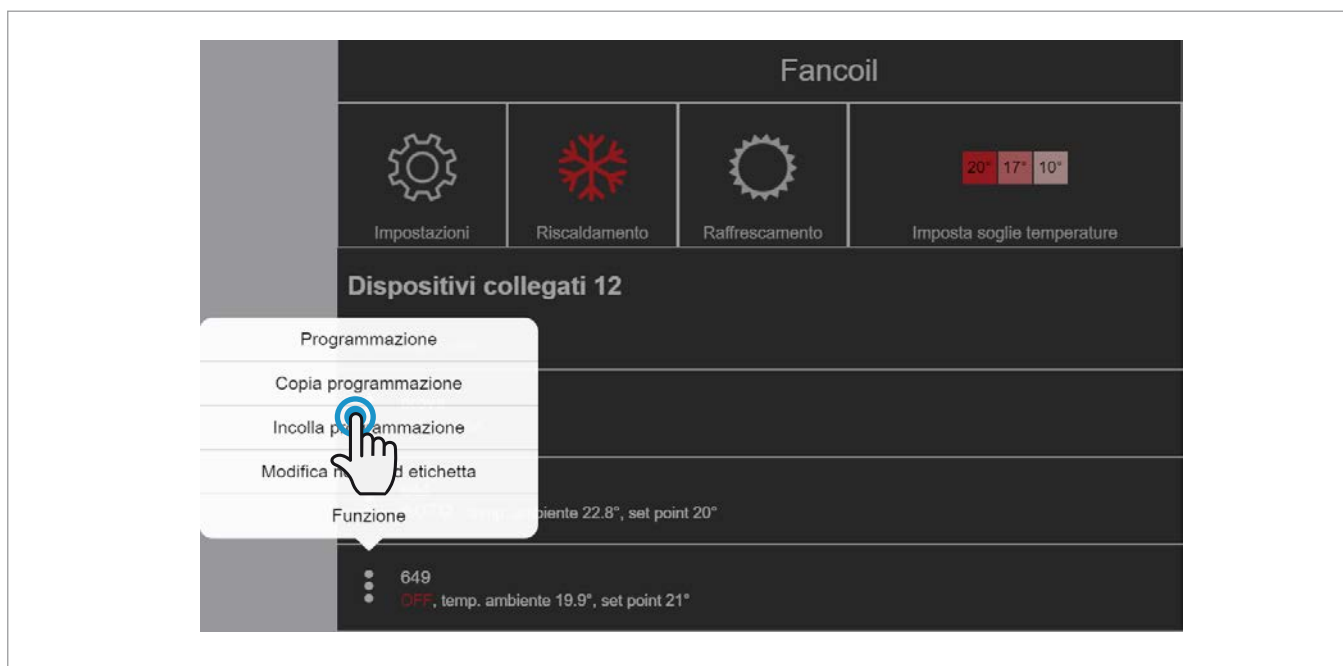 Fancoil
20° 17° 10°
Impostazioni
Riscaldamento
Raffrescamento
Imposta soglie temperature
Dispositivi collegati 12
Programmazione
Copia programmazione
Incolla programmazione
Modifica etichetta
Funzione
ambiente 22.8°, set point 20°
649
OFF, temp. ambiente 19.9°, set point 21°